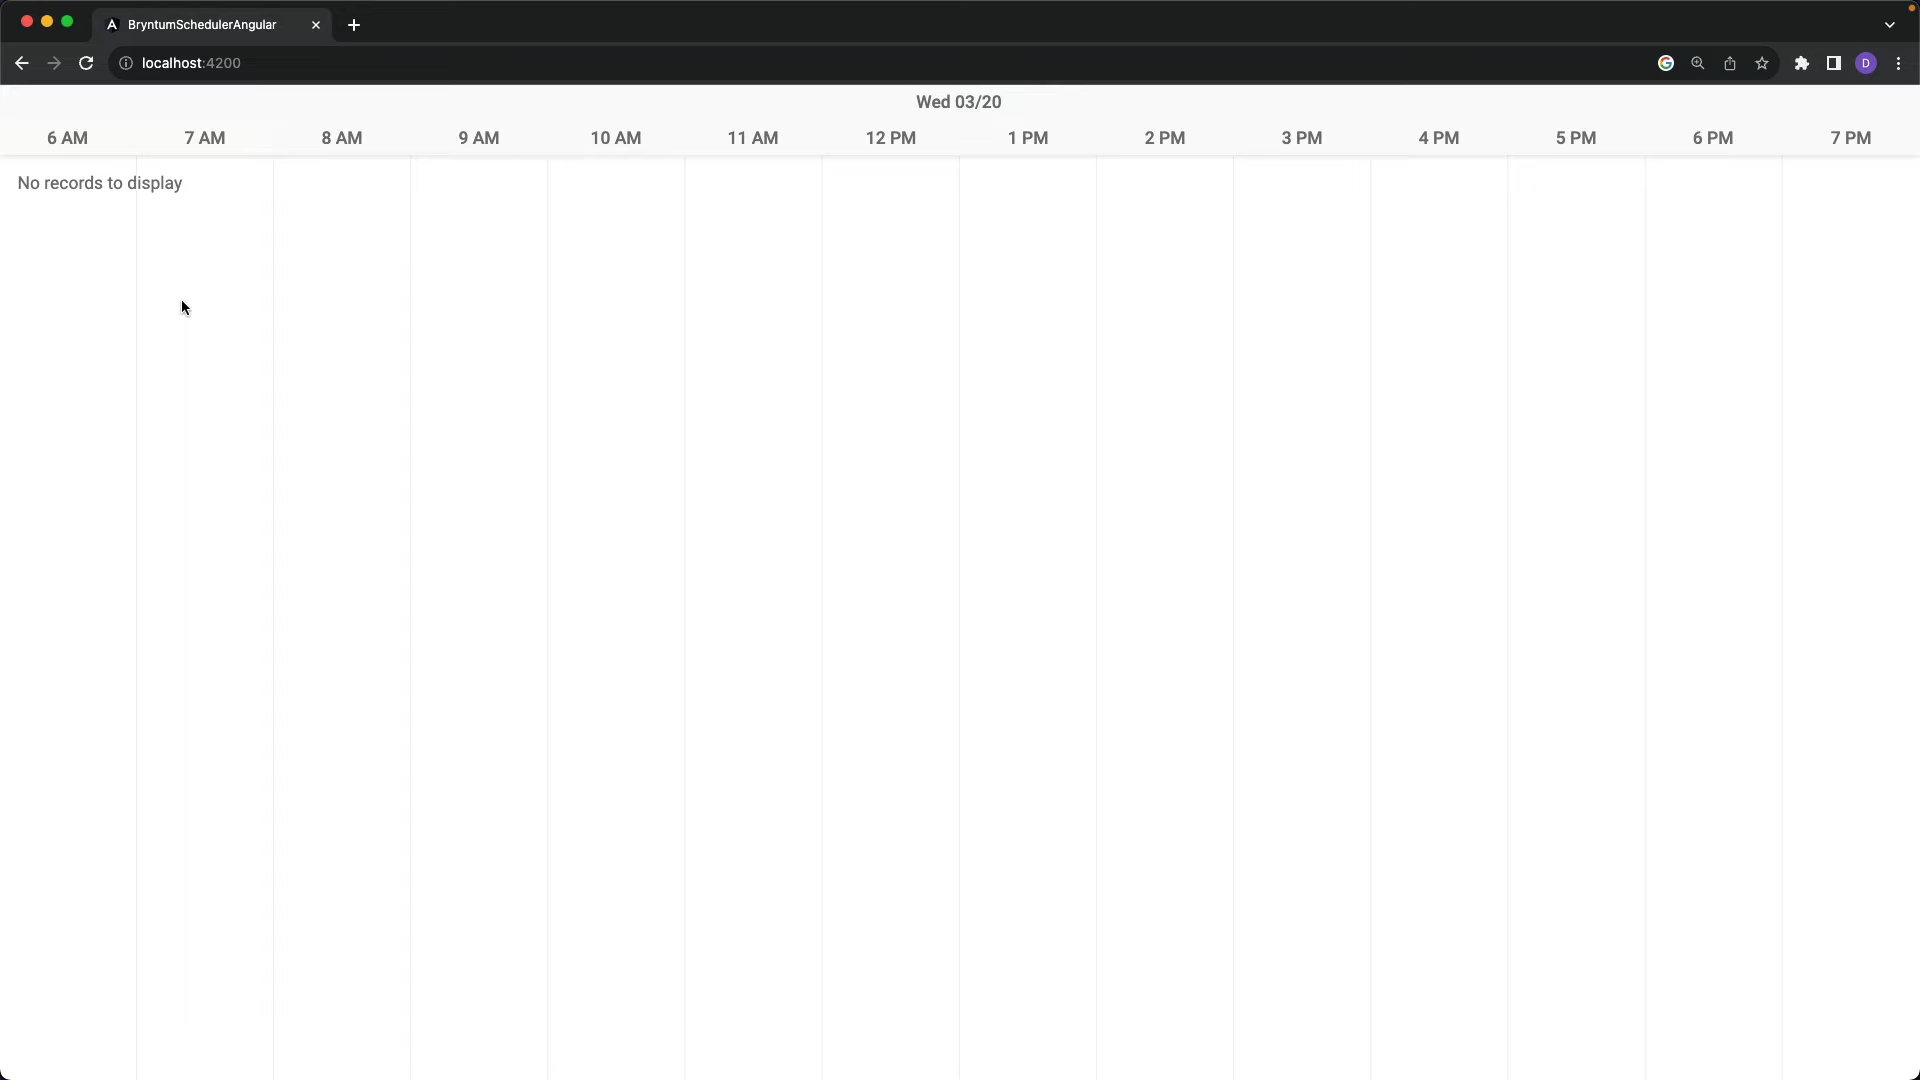 BryntumSchedulerAngular
localhost:4200
D
Wed 03/20
6 AM 7 AM 8 AM 9 AM 10 AM 11 AM 12 PM 1 PM 2 PM 3 PM 4 PM 5 PM 6 PM 7 PM
No records to display